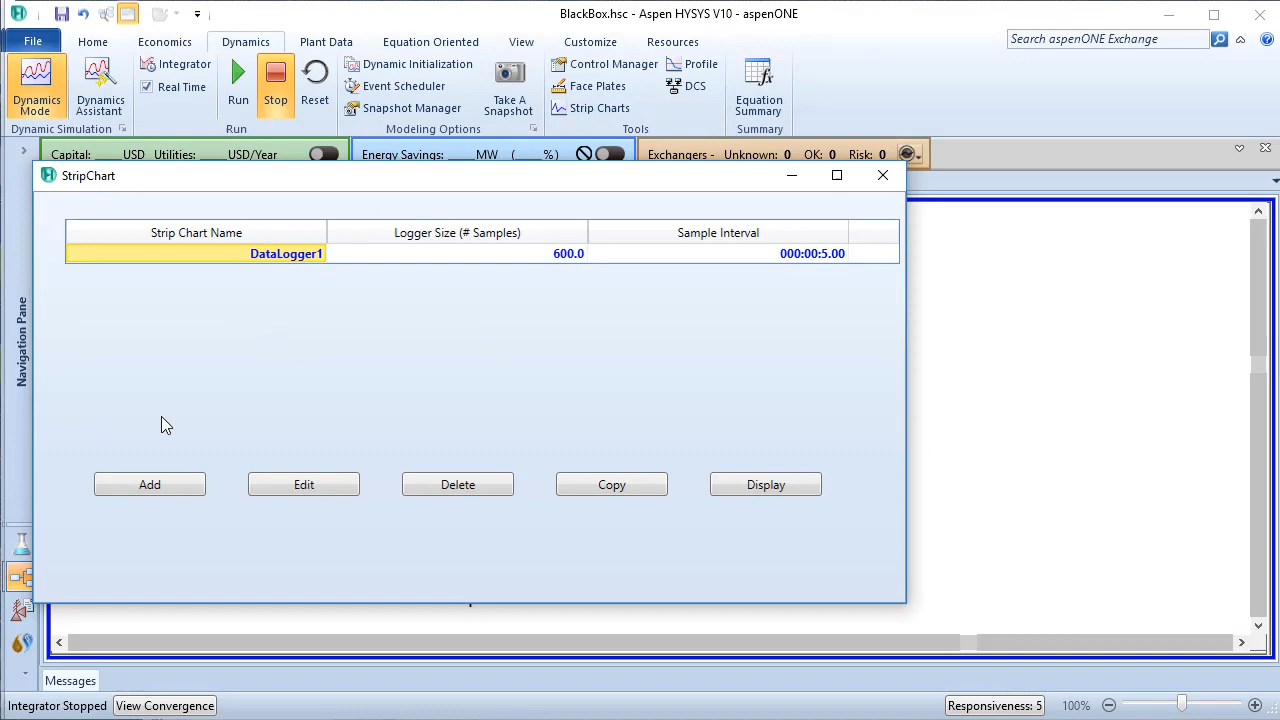 BlackBox.hsc - Aspen HYSYS V10 - aspenONE
File Home Economics Dynamics Plant Data Equation Oriented View Customize Resources
Search aspenONE Exchange
Dynamics Mode
Dynamics Assistant
Integrator
Real Time
Dynamic Simulation
Run
Stop
Reset
Run
Dynamic Initialization
Event Scheduler
Snapshot Manager
Take A Snapshot
Modeling Options
Control Manager
Face Plates
Strip Charts
Profile
DCS
Tools
Equation Summary
Summary
Capital: ____ USD Utilities: ____ USD/Year
Energy Savings: ____ MW (____ %)
Exchangers - Unknown: 0 OK: 0 Risk: 0
StripChart
Strip Chart Name Logger Size (# Samples) Sample Interval
DataLogger1 600.0 000:00:5.00
Navigation Pane
Add Edit Delete Copy Display
Messages
Integrator Stopped View Convergence Responsiveness: 5 100%